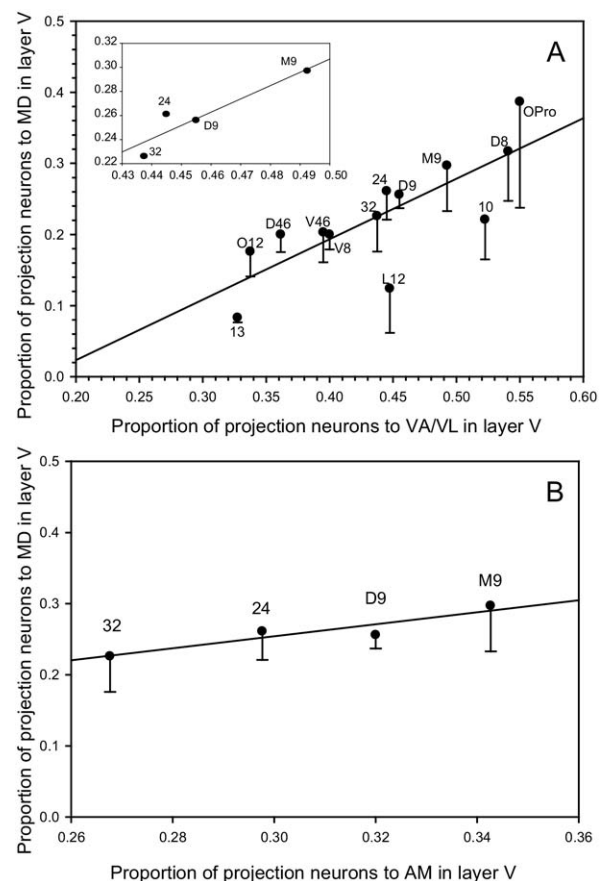 Proportion of projection neurons to MD in layer V
0.5
0.4
0.3
0.2
0.1
0.0
A
0.32
0.30
0.28
0.26
0.24
0.22
0.43 0.44 0.45 0.46 0.47 0.48 0.49 0.50
M9
24
D9
32
OPro
D8
M9
24
D9
10
32
D46
V46
O12
V8
L12
13
0.20 0.25 0.30 0.35 0.40 0.45 0.50 0.55 0.60
Proportion of projection neurons to VA/VL in layer V
Proportion of projection neurons to MD in layer V
0.5
0.4
0.3
0.2
0.1
0.0
B
32
24
D9
M9
0.26 0.28 0.30 0.32 0.34 0.36
Proportion of projection neurons to AM in layer V